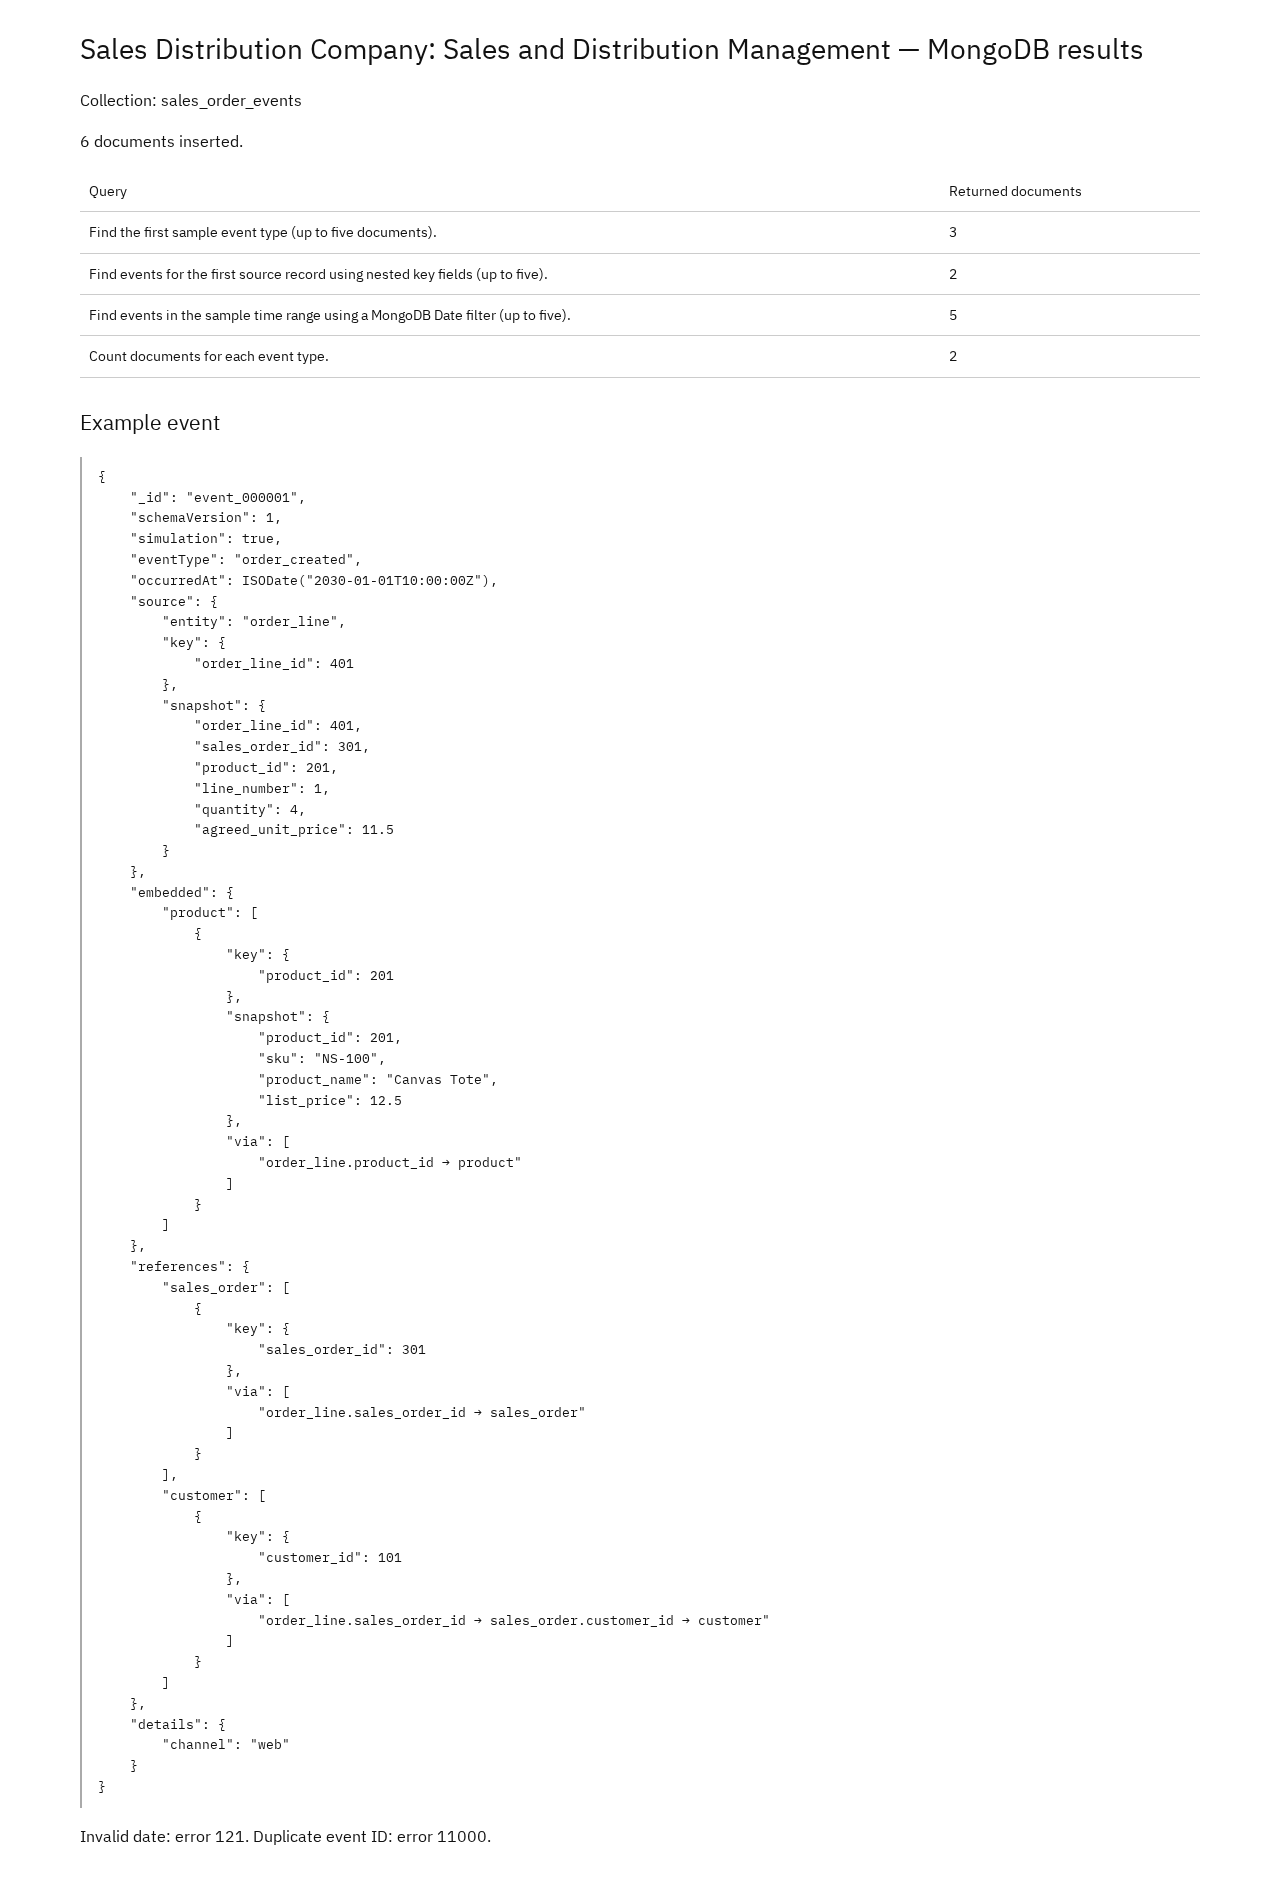 Sales Distribution Company: Sales and Distribution Management — MongoDB results
Collection: sales_order_events
6 documents inserted.
Query Returned documents
Find the first sample event type (up to five documents). 3
Find events for the first source record using nested key fields (up to five). 2
Find events in the sample time range using a MongoDB Date filter (up to five). 5
Count documents for each event type. 2
Example event
{
    "_id": "event_000001",
    "schemaVersion": 1,
    "simulation": true,
    "eventType": "order_created",
    "occurredAt": ISODate("2030-01-01T10:00:00Z"),
    "source": {
        "entity": "order_line",
        "key": {
            "order_line_id": 401
        },
        "snapshot": {
            "order_line_id": 401,
            "sales_order_id": 301,
            "product_id": 201,
            "line_number": 1,
            "quantity": 4,
            "agreed_unit_price": 11.5
        }
    },
    "embedded": {
        "product": [
            {
                "key": {
                    "product_id": 201
                },
                "snapshot": {
                    "product_id": 201,
                    "sku": "NS-100",
                    "product_name": "Canvas Tote",
                    "list_price": 12.5
                },
                "via": [
                    "order_line.product_id → product"
                ]
            }
        ]
    },
    "references": {
        "sales_order": [
            {
                "key": {
                    "sales_order_id": 301
                },
                "via": [
                    "order_line.sales_order_id → sales_order"
                ]
            }
        ],
        "customer": [
            {
                "key": {
                    "customer_id": 101
                },
                "via": [
                    "order_line.sales_order_id → sales_order.customer_id → customer"
                ]
            }
        ]
    },
    "details": {
        "channel": "web"
    }
}
Invalid date: error 121. Duplicate event ID: error 11000.